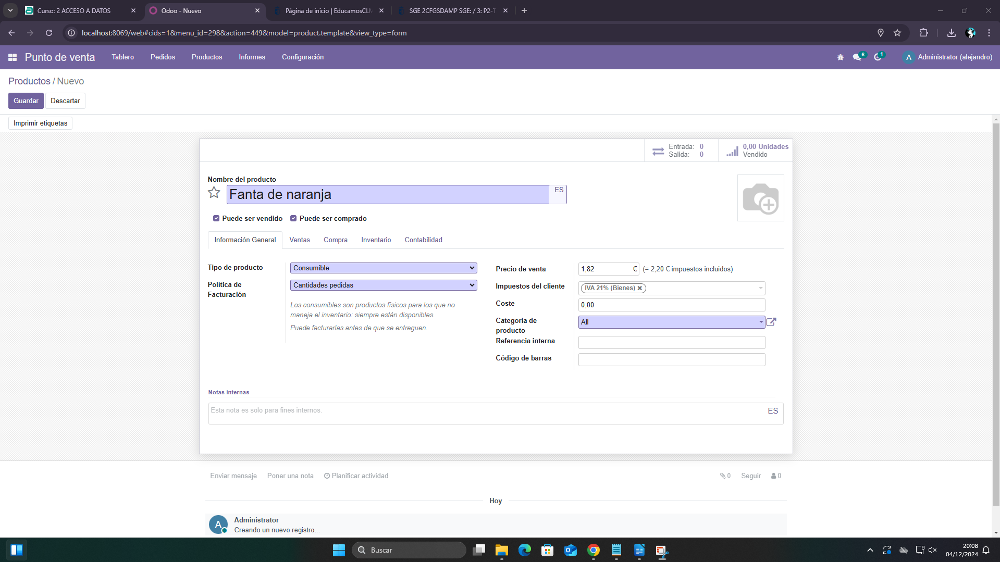 Curso: 2 ACCESO A DATOS
Odoo - Nuevo
Página de inicio | EducamosCLM
SGE 2CFGSDAMP SGE: / 3: P2-T
localhost:8069/web#cids=1&menu_id=298&action=449&model=product.template&view_type=form
Punto de venta
Tablero
Pedidos
Productos
Informes
Configuración
6
1
A
Administrator (alejandro)
Productos / Nuevo
Guardar
Descartar
Imprimir etiquetas
Entrada: 0
Salida: 0
0,00 Unidades
Vendido
Nombre del producto
Fanta de naranja
ES
Puede ser vendido
Puede ser comprado
Información General
Ventas
Compra
Inventario
Contabilidad
Tipo de producto
Consumible
Política de
Facturación
Cantidades pedidas
Los consumibles son productos físicos para los que no
maneja el inventario: siempre están disponibles.
Puede facturarlas antes de que se entreguen.
Precio de venta
1,82 €
(= 2,20 € impuestos incluidos)
Impuestos del cliente
IVA 21% (Bienes)
Coste
0,00
Categoría de
producto
All
Referencia interna
Código de barras
Notas internas
Esta nota es solo para fines internos.
ES
Enviar mensaje
Poner una nota
Planificar actividad
0
Seguir
0
Hoy
A
Administrator
Creando un nuevo registro...
Buscar
20:08
04/12/2024